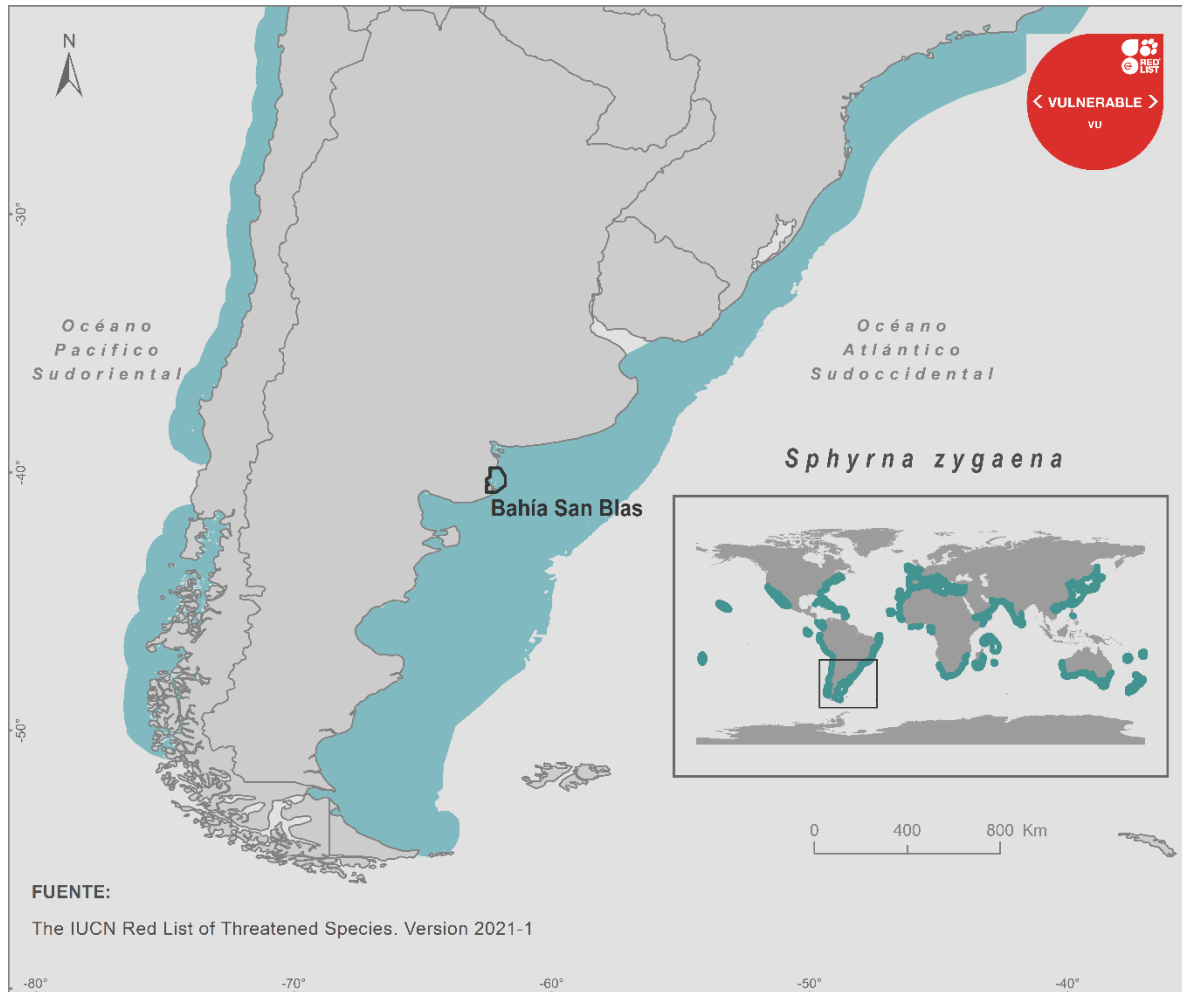 N
RED
LIST
< VULNERABLE >
VU
-30°
Océano
Pacífico
Sudoriental
Océano
Atlántico
Sudoccidental
Sphyrna zygaena
-40°
Bahía San Blas
-50°
0 400 800 Km
FUENTE:
The IUCN Red List of Threatened Species. Version 2021-1
-80° -70° -60° -50° -40°